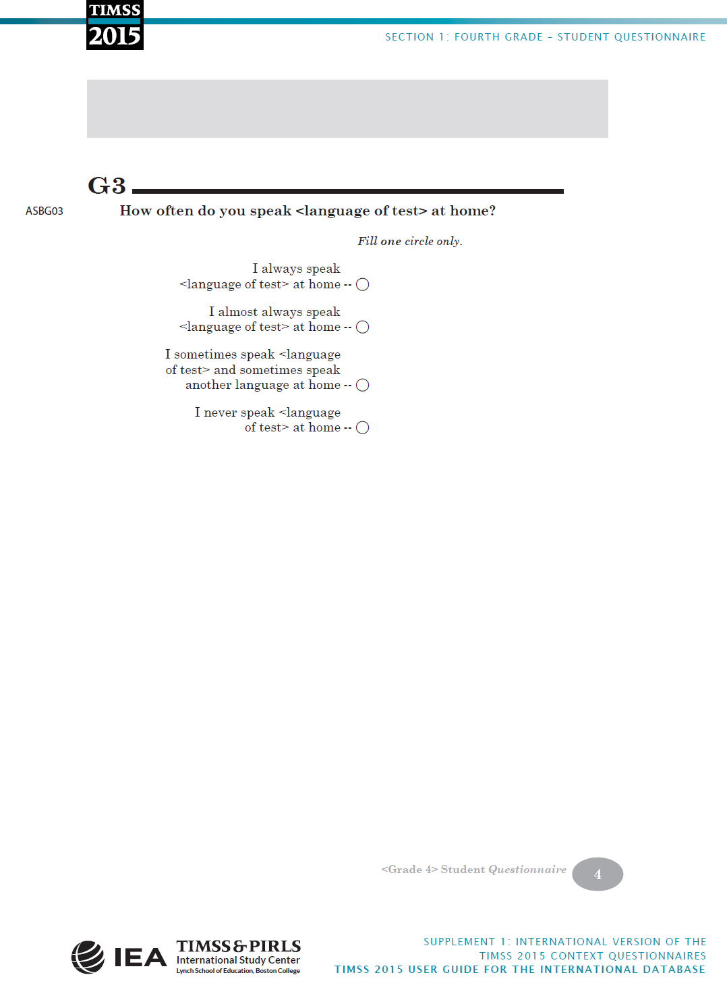 TIMSS
2015
SECTION 1: FOURTH GRADE – STUDENT QUESTIONNAIRE
G3
ASBG03
How often do you speak <language of test> at home?
Fill one circle only.
I always speak
<language of test> at home --
I almost always speak
<language of test> at home --
I sometimes speak <language
of test> and sometimes speak
another language at home --
I never speak <language
of test> at home --
<Grade 4> Student Questionnaire
4
IEA
TIMSS & PIRLS
International Study Center
Lynch School of Education, Boston College
SUPPLEMENT 1: INTERNATIONAL VERSION OF THE
TIMSS 2015 CONTEXT QUESTIONNAIRES
TIMSS 2015 USER GUIDE FOR THE INTERNATIONAL DATABASE